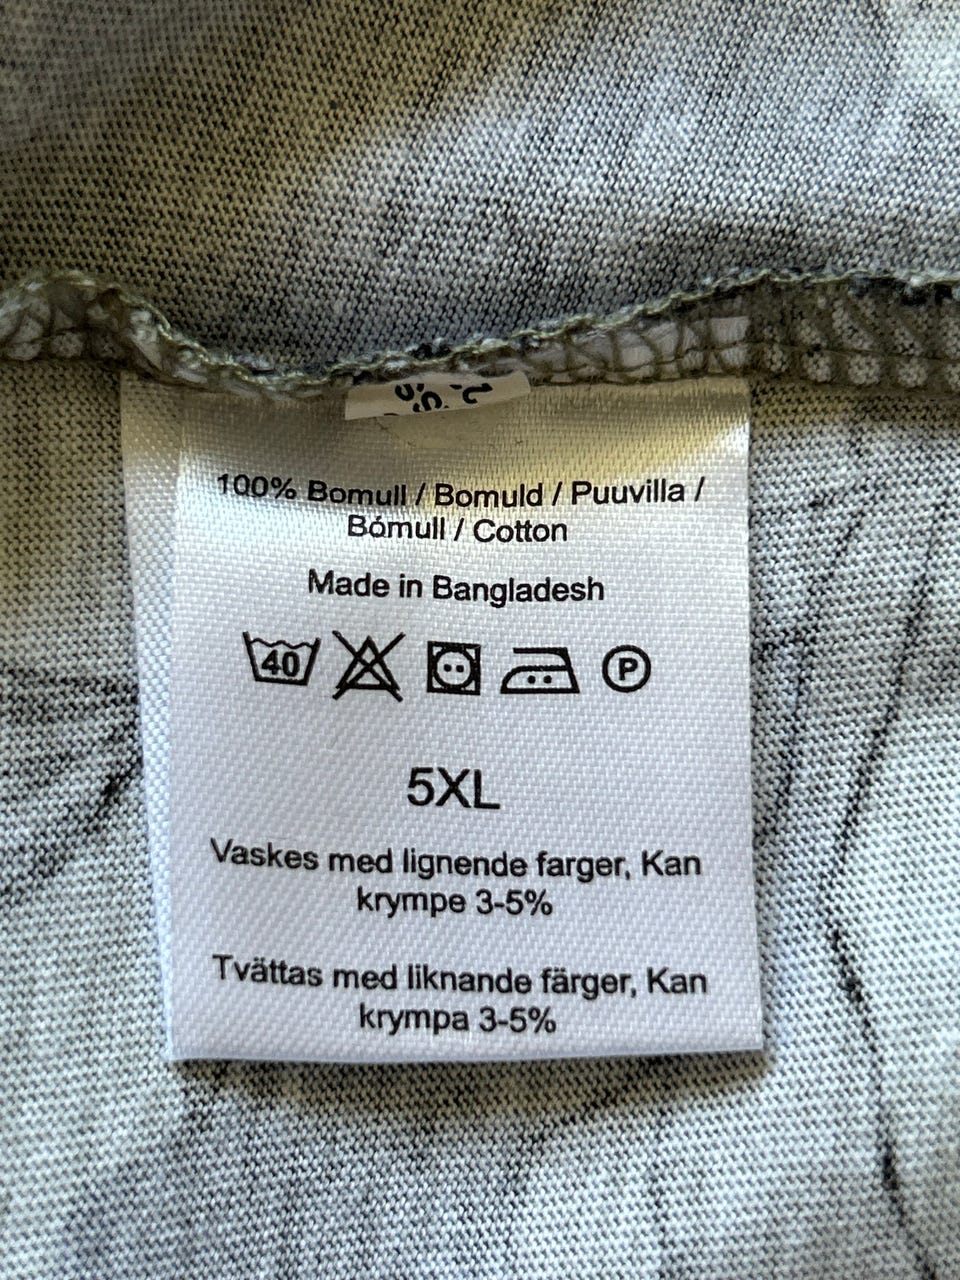 100% Bomull / Bomuld / Puuvilla /
Bómull / Cotton
Made in Bangladesh
40 P
5XL
Vaskes med lignende farger, Kan
krympe 3-5%
Tvättas med liknande färger, Kan
krympa 3-5%